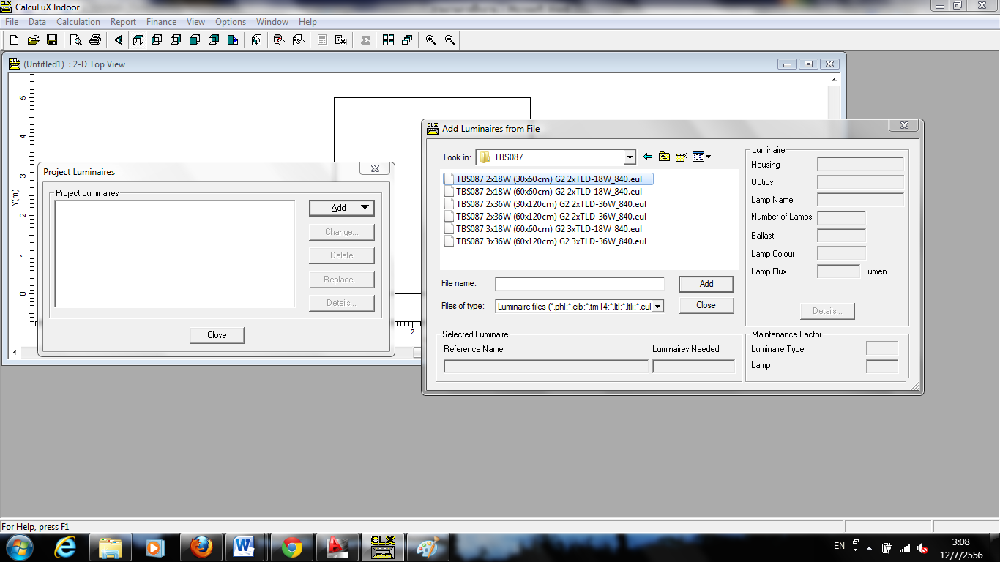 CalcuLuX Indoor
File Data Calculation Report Finance View Options Window Help
(Untitled1) : 2-D Top View
5
4
3
2
1
0
Y(m)
2
Project Luminaires
Project Luminaires
Add
Change...
Delete
Replace...
Details...
Close
Add Luminaires from File
Look in: TBS087
TBS087 2x18W (30x60cm) G2 2xTLD-18W_840.eul
TBS087 2x18W (60x60cm) G2 2xTLD-18W_840.eul
TBS087 2x36W (30x120cm) G2 2xTLD-36W_840.eul
TBS087 2x36W (60x120cm) G2 2xTLD-36W_840.eul
TBS087 3x18W (60x60cm) G2 3xTLD-18W_840.eul
TBS087 3x36W (60x120cm) G2 3xTLD-36W_840.eul
File name:
Add
Files of type: Luminaire files (*.phl;*.cib;*.tm14;*.ltl;*.ltli;*.eul
Close
Selected Luminaire
Reference Name Luminaires Needed
Luminaire
Housing
Optics
Lamp Name
Number of Lamps
Ballast
Lamp Colour
Lamp Flux lumen
Details...
Maintenance Factor
Luminaire Type
Lamp
For Help, press F1
CLX
EN
3:08
12/7/2556